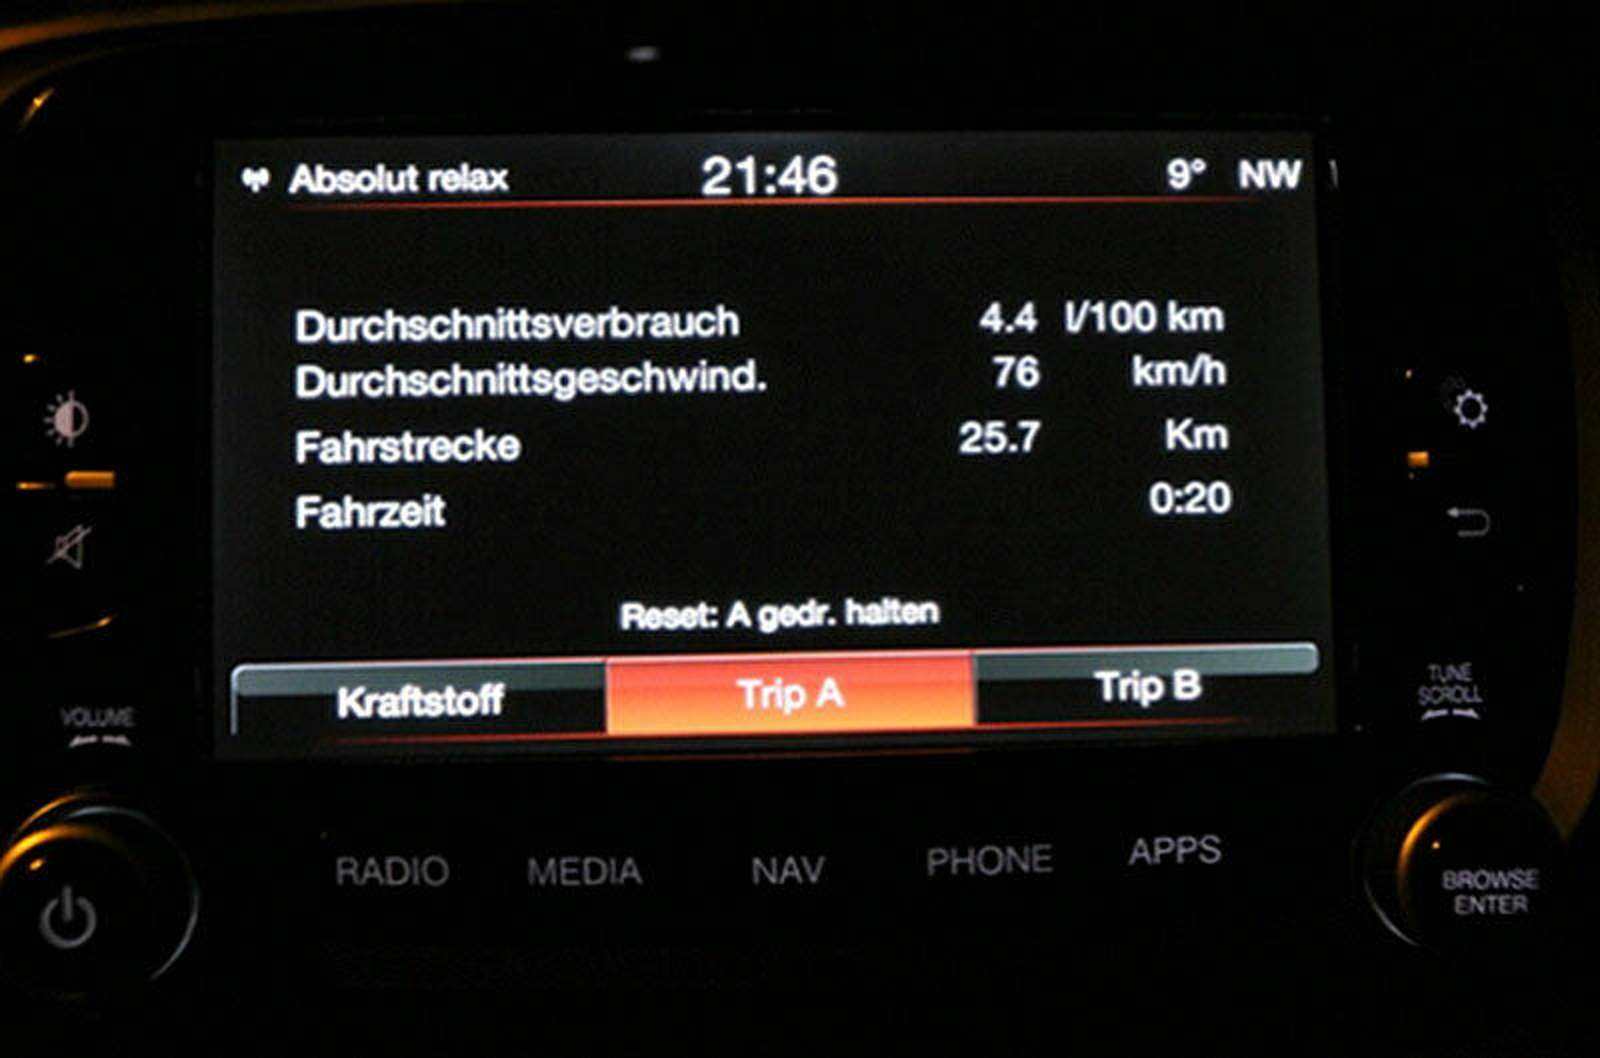 Absolut relax 21:46 9° NW
Durchschnittsverbrauch 4.4 l/100 km
Durchschnittsgeschwind. 76 km/h
Fahrstrecke 25.7 Km
Fahrzeit 0:20
Reset: A gedr. halten
Kraftstoff Trip A Trip B
VOLUME
TUNE
SCROLL
RADIO MEDIA NAV PHONE APPS
BROWSE
ENTER